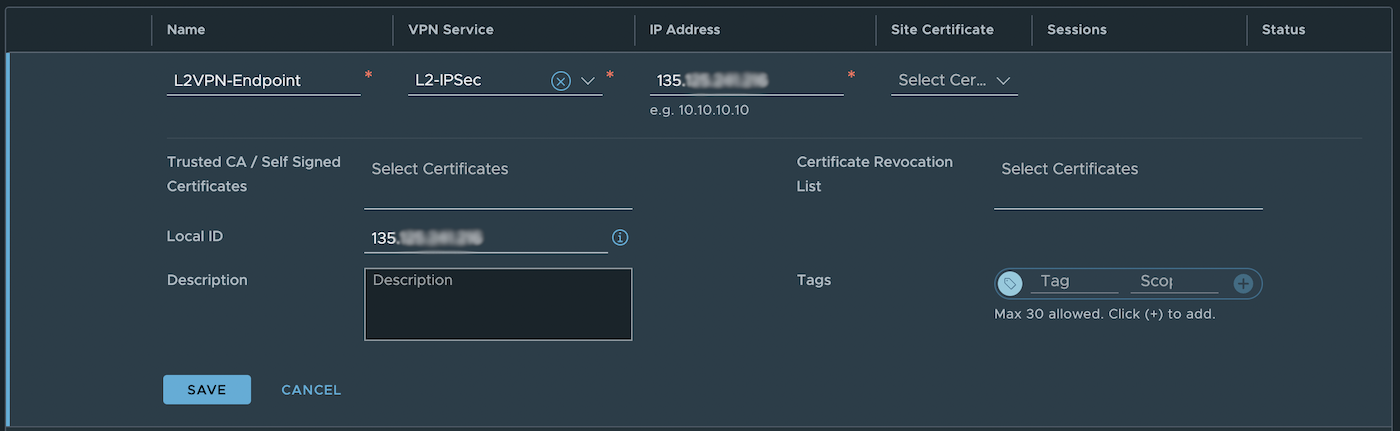 Name VPN Service IP Address Site Certificate Sessions Status
L2VPN-Endpoint * L2-IPSec * 135. * Select Cer...
e.g. 10.10.10.10
Trusted CA / Self Signed
Certificates
Select Certificates
Certificate Revocation
List
Select Certificates
Local ID 135.
Description Description
Tags Tag Scop
Max 30 allowed. Click (+) to add.
SAVE CANCEL